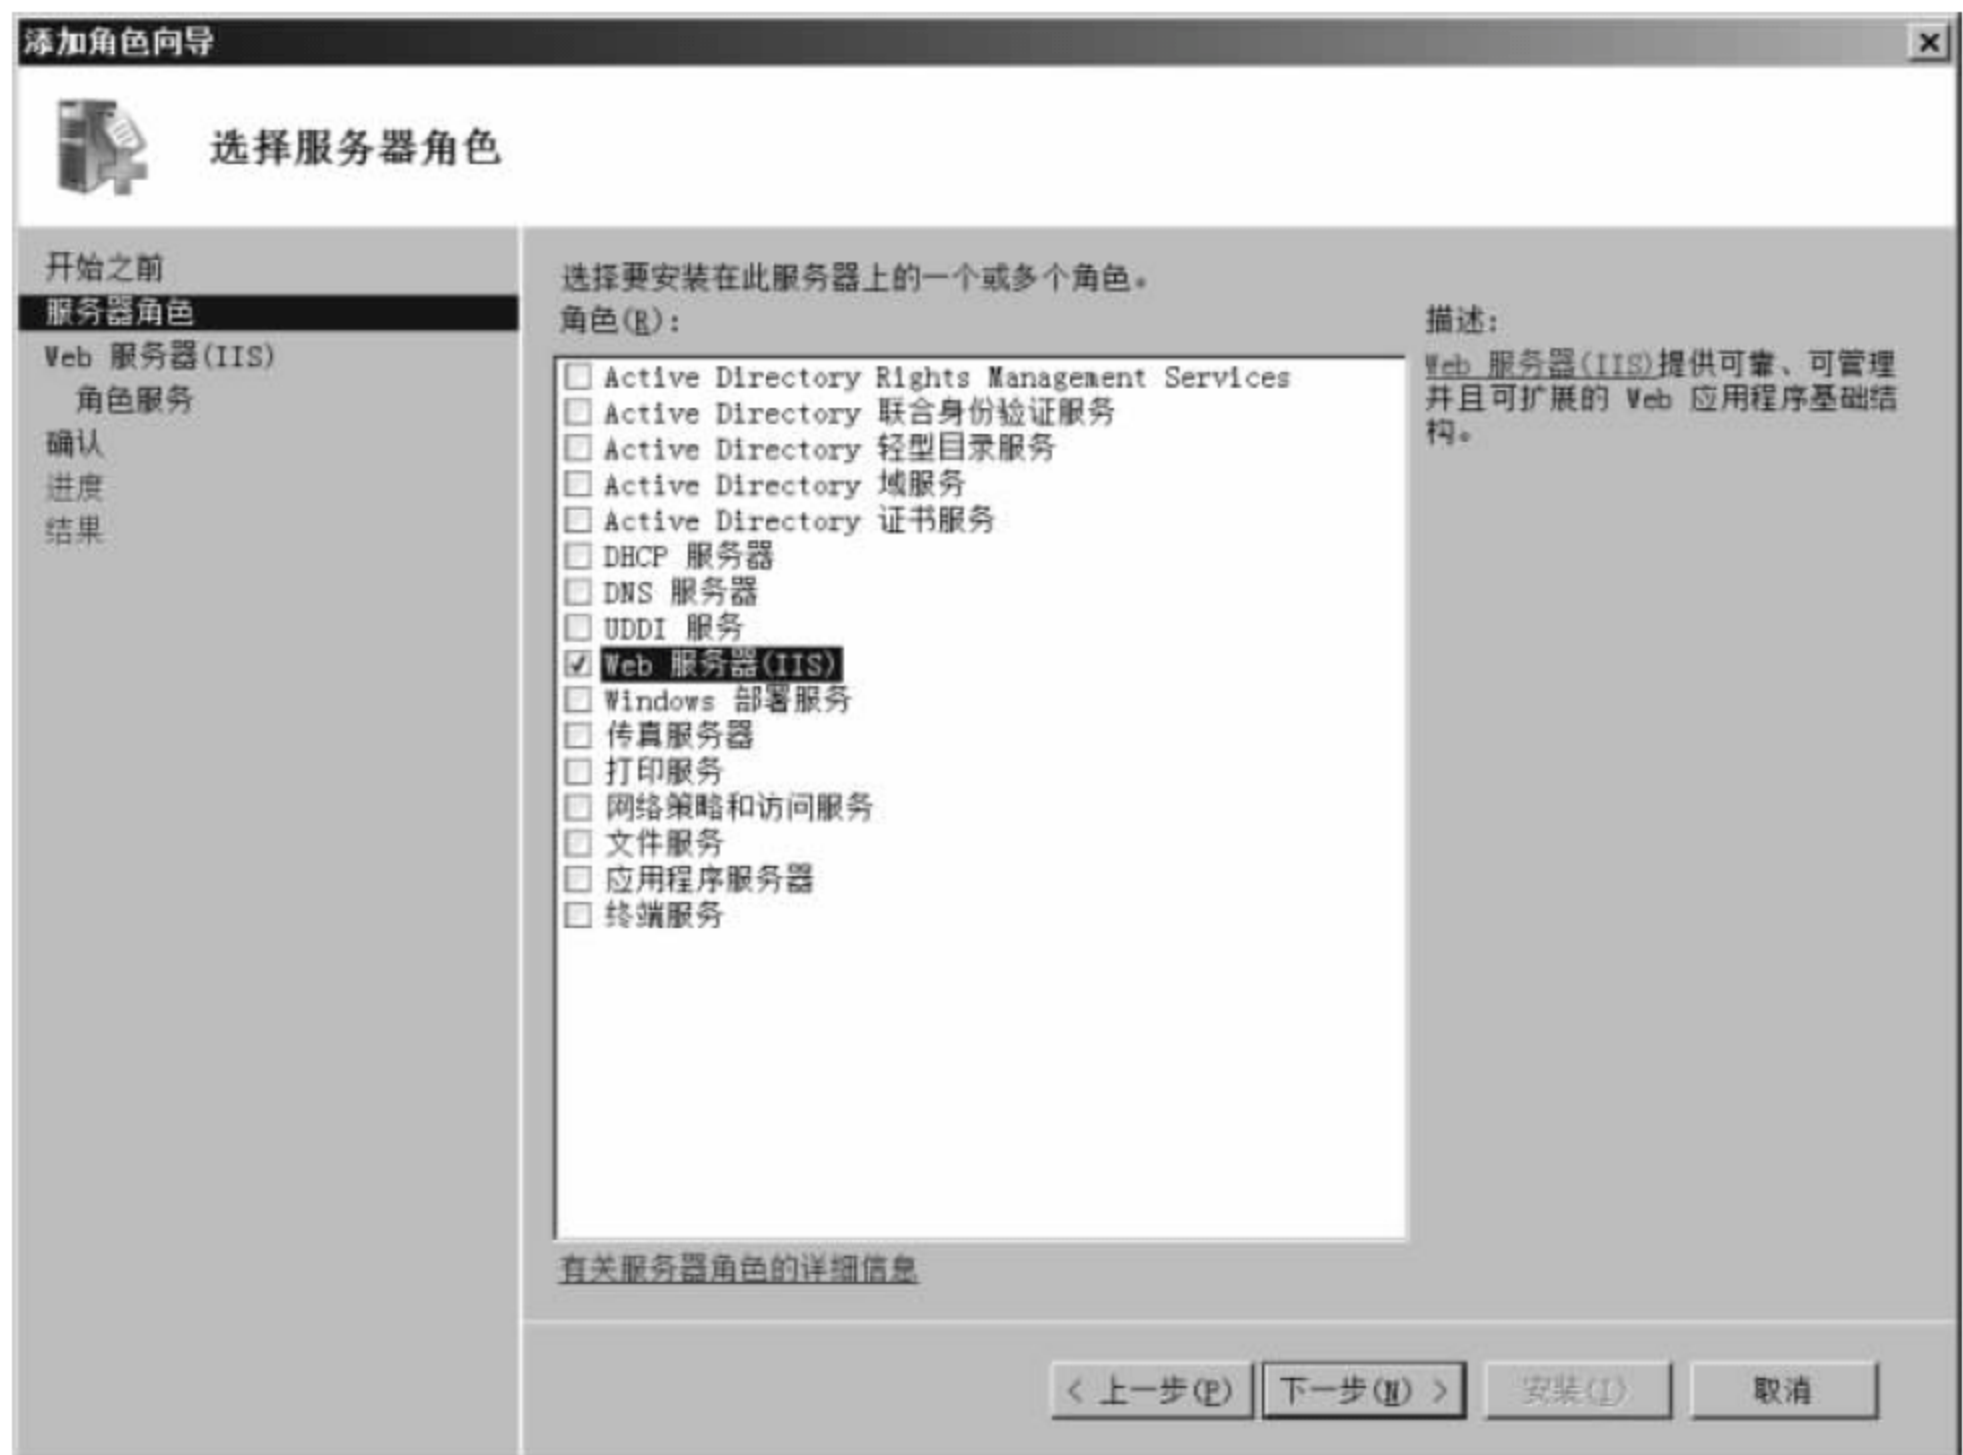 添加角色向导
选择服务器角色
开始之前
服务器角色
Web 服务器(IIS)
角色服务
确认
进度
结果
选择要安装在此服务器上的一个或多个角色。
角色(R):
Active Directory Rights Management Services
Active Directory 联合身份验证服务
Active Directory 轻型目录服务
Active Directory 域服务
Active Directory 证书服务
DHCP 服务器
DNS 服务器
UDDI 服务
Web 服务器(IIS)
Windows 部署服务
传真服务器
打印服务
网络策略和访问服务
文件服务
应用程序服务器
终端服务
有关服务器角色的详细信息
描述:
Web 服务器(IIS)提供可靠、可管理
并且可扩展的 Web 应用程序基础结
构。
< 上一步(P)
下一步(N) >
安装(I)
取消